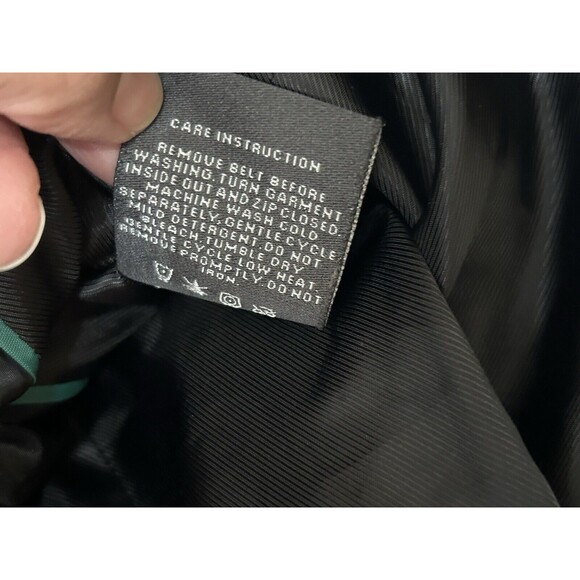 CARE INSTRUCTION
REMOVE BELT BEFORE
WASHING. TURN GARMENT
INSIDE OUT AND ZIP CLOSED.
MACHINE WASH COLD
SEPARATELY, GENTLE CYCLE
MILD DETERGENT. DO NOT
BLEACH, TUMBLE DRY
GENTLE CYCLE LOW HEAT.
REMOVE PROMPTLY DO NOT
IRON.